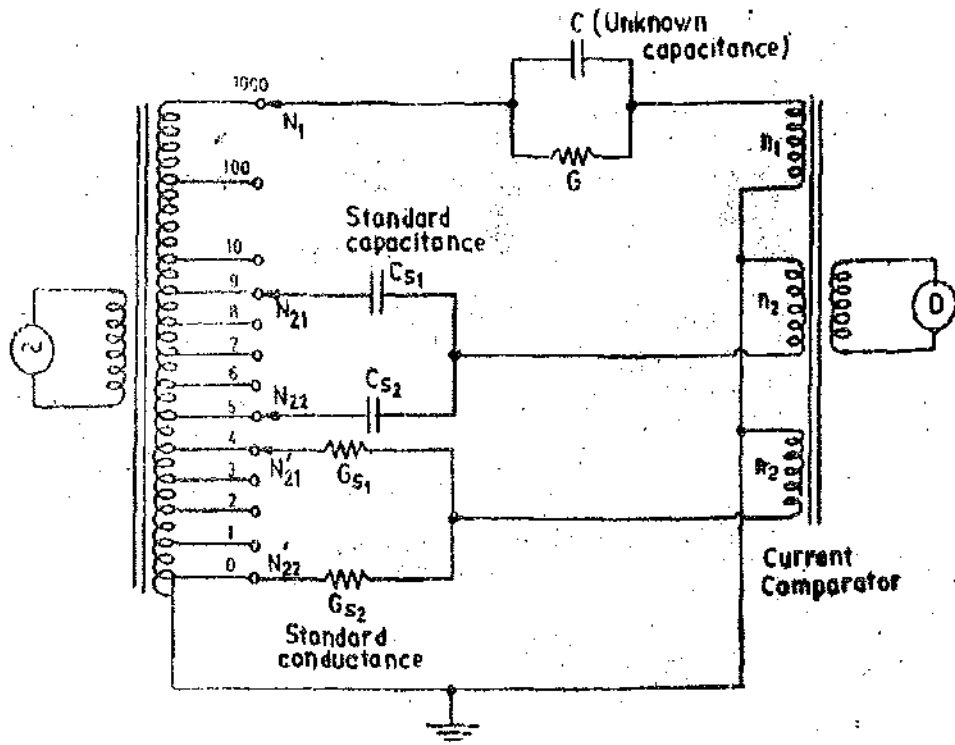 C (Unknown
capacitance)
1000
N1
n1
G
100
Standard
capacitance
10
CS1
9
N21
n2
D
8
7
6
CS2
5
N22
4
N'21
GS1
n2
3
2
1
0
N'22
GS2
Current
Comparator
Standard
conductance